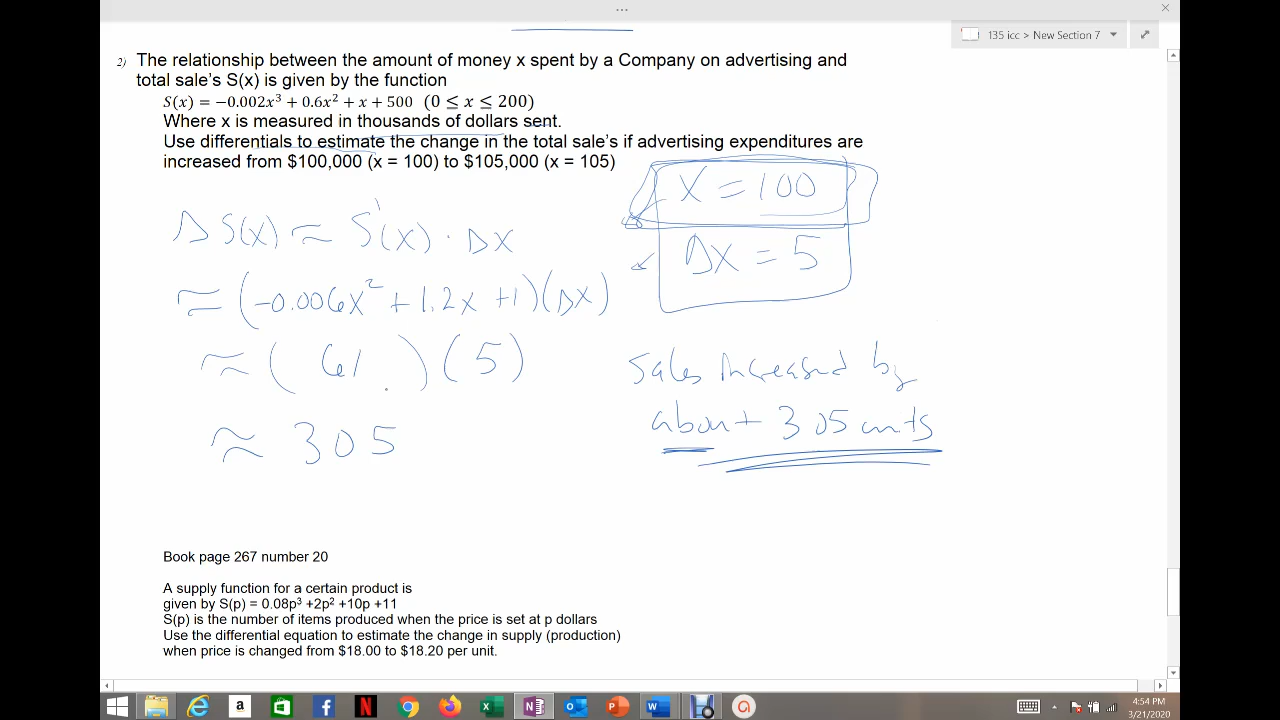 135 icc > New Section 7
2) The relationship between the amount of money x spent by a Company on advertising and
total sale's S(x) is given by the function
S(x) = −0.002x³ + 0.6x² + x + 500 (0 ≤ x ≤ 200)
Where x is measured in thousands of dollars sent.
Use differentials to estimate the change in the total sale's if advertising expenditures are
increased from $100,000 (x = 100) to $105,000 (x = 105)
x = 100
Δx = 5
Δ S(x) ≈ S'(x) · Δx
≈ (-0.006x² + 1.2x + 1)(Δx)
≈ ( 61 ) (5)
≈ 305
Sales increased by
about 305 units
Book page 267 number 20
A supply function for a certain product is
given by S(p) = 0.08p³ +2p² +10p +11
S(p) is the number of items produced when the price is set at p dollars
Use the differential equation to estimate the change in supply (production)
when price is changed from $18.00 to $18.20 per unit.
4:54 PM
3/21/2020